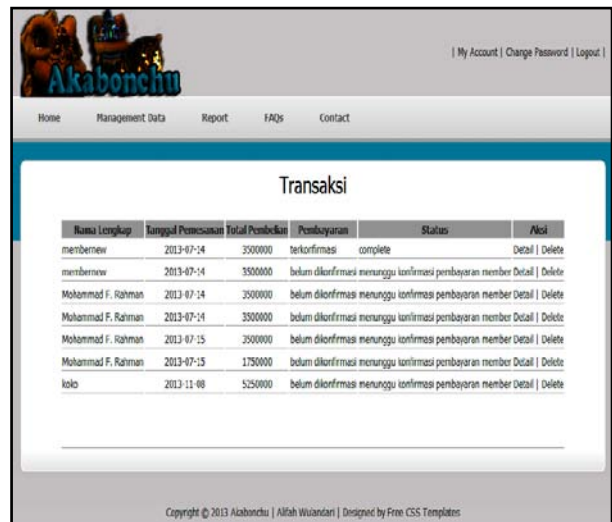 Akabonchu
| My Account | Change Password | Logout |
Home Management Data Report FAQs Contact
Transaksi
Nama Lengkap Tanggal Pemesanan Total Pembelian Pembayaran Status Aksi
membernew 2013-07-14 3500000 terkorfirmasi complete Detail | Delete
membernew 2013-07-14 3500000 belum dikonfirmasi menunggu konfirmasi pembayaran member Detail | Delete
Mohammad F. Rahman 2013-07-14 3500000 belum dikonfirmasi menunggu konfirmasi pembayaran member Detail | Delete
Mohammad F. Rahman 2013-07-14 3500000 belum dikonfirmasi menunggu konfirmasi pembayaran member Detail | Delete
Mohammad F. Rahman 2013-07-15 3500000 belum dikonfirmasi menunggu konfirmasi pembayaran member Detail | Delete
Mohammad F. Rahman 2013-07-15 1750000 belum dikonfirmasi menunggu konfirmasi pembayaran member Detail | Delete
koko 2013-11-08 5250000 belum dikonfirmasi menunggu konfirmasi pembayaran member Detail | Delete
Copyright © 2013 Akabonchu | Alifah Wulandari | Designed by Free CSS Templates